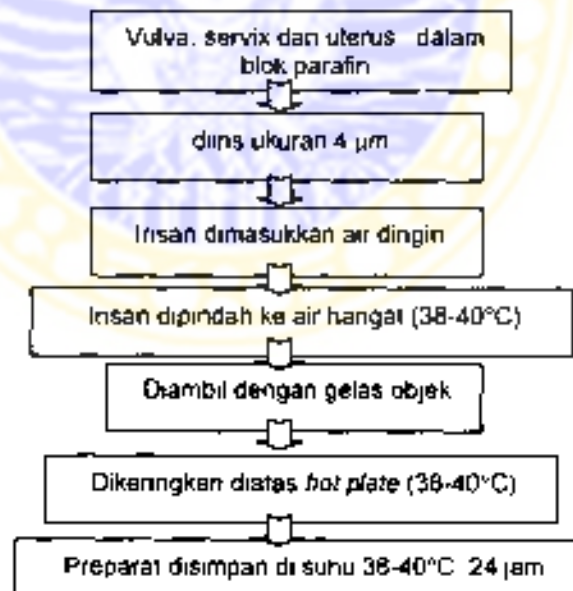 Vulva, servix dan uterus dalam
blok parafin
diiris ukuran 4 µm
Irisan dimasukkan air dingin
Irisan dipindah ke air hangat (38-40°C)
Diambil dengan gelas objek
Dikeringkan diatas hot plate (38-40°C)
Preparat disimpan di suhu 38-40°C 24 jam